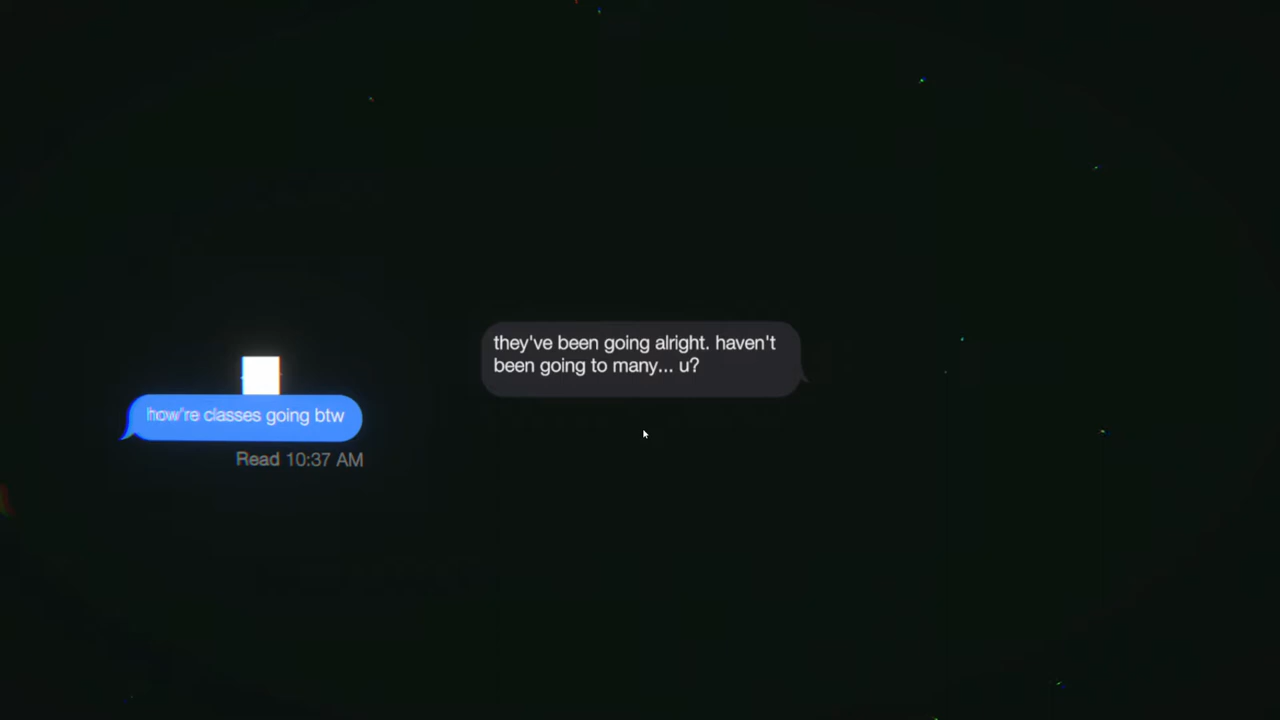 they've been going alright. haven't
been going to many... u?
how're classes going btw
Read 10:37 AM